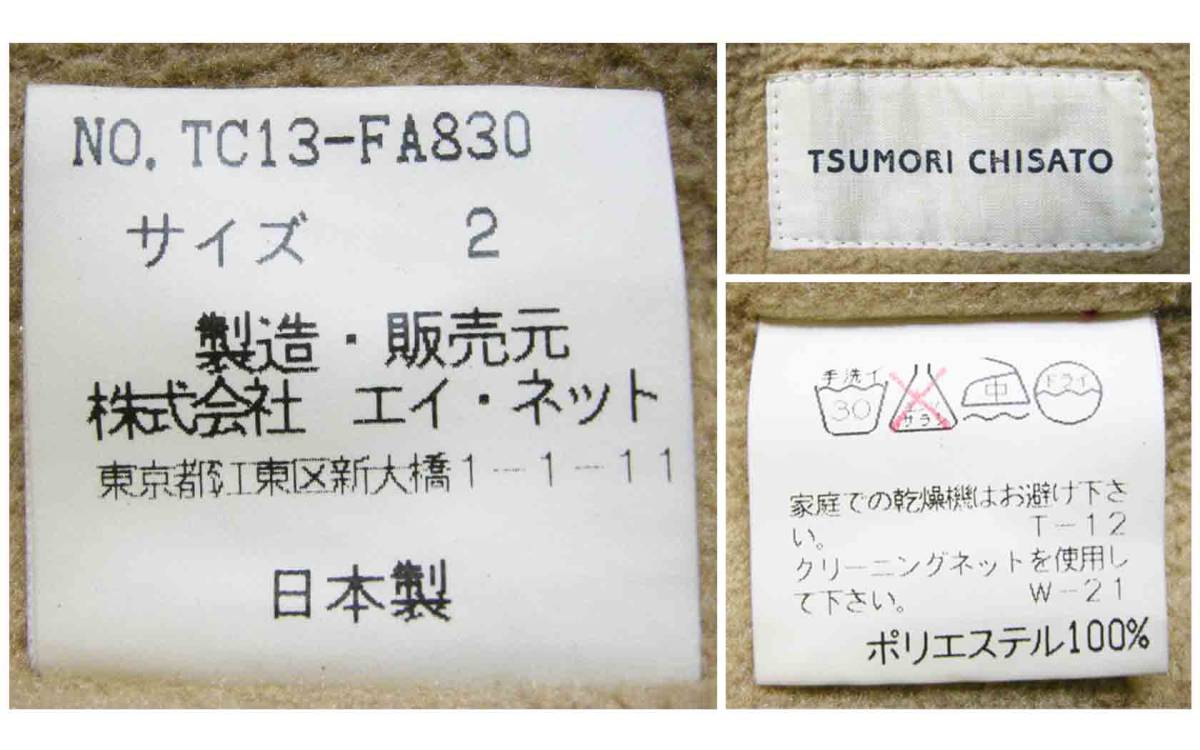 NO. TC13-FA830
サイズ 2
製造・販売元
株式会社 エイ・ネット
東京都江東区新大橋1-1-11
日本製
TSUMORI CHISATO
手洗イ
30
サラシ
中
ドライ
家庭での乾燥機はお避け下さ
い。 T-12
クリーニングネットを使用し
て下さい。 W-21
ポリエステル100%